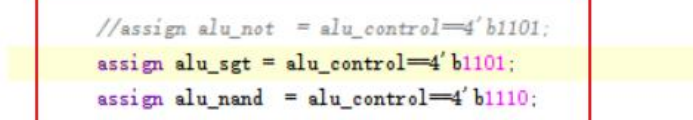 //assign alu_not  = alu_control==4'b1101;
assign alu_sgt = alu_control==4'b1101;
assign alu_nand  = alu_control==4'b1110;